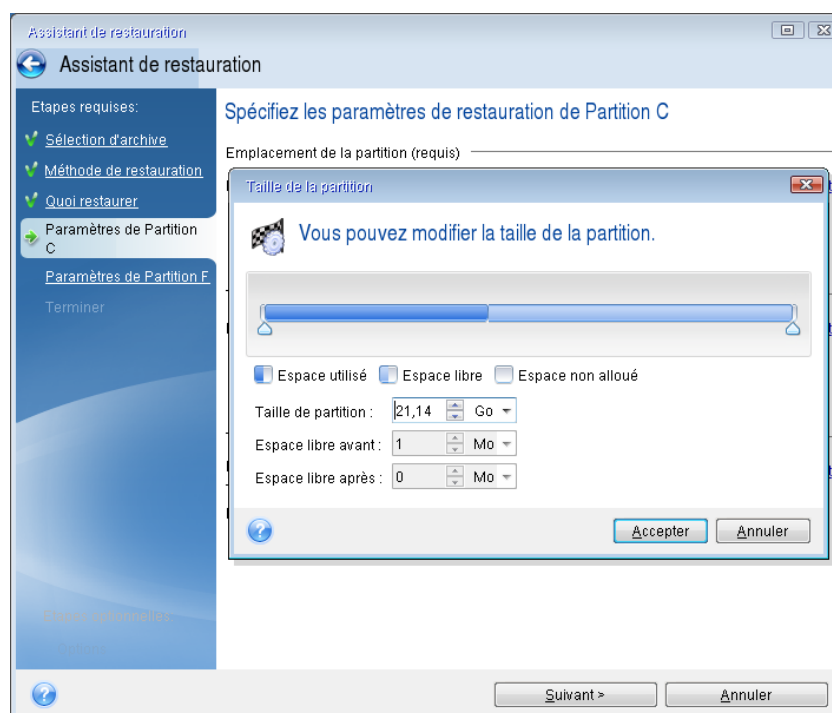 Assistant de restauration
Assistant de restauration
Etapes requises:
Sélection d'archive
Méthode de restauration
Quoi restaurer
Paramètres de Partition
C
Paramètres de Partition F
Terminer
Spécifiez les paramètres de restauration de Partition C
Emplacement de la partition (requis)
Taille de la partition
Vous pouvez modifier la taille de la partition.
Espace utilisé Espace libre Espace non alloué
Taille de partition : 21,14 Go
Espace libre avant : 1 Mo
Espace libre après : 0 Mo
Accepter Annuler
Suivant > Annuler